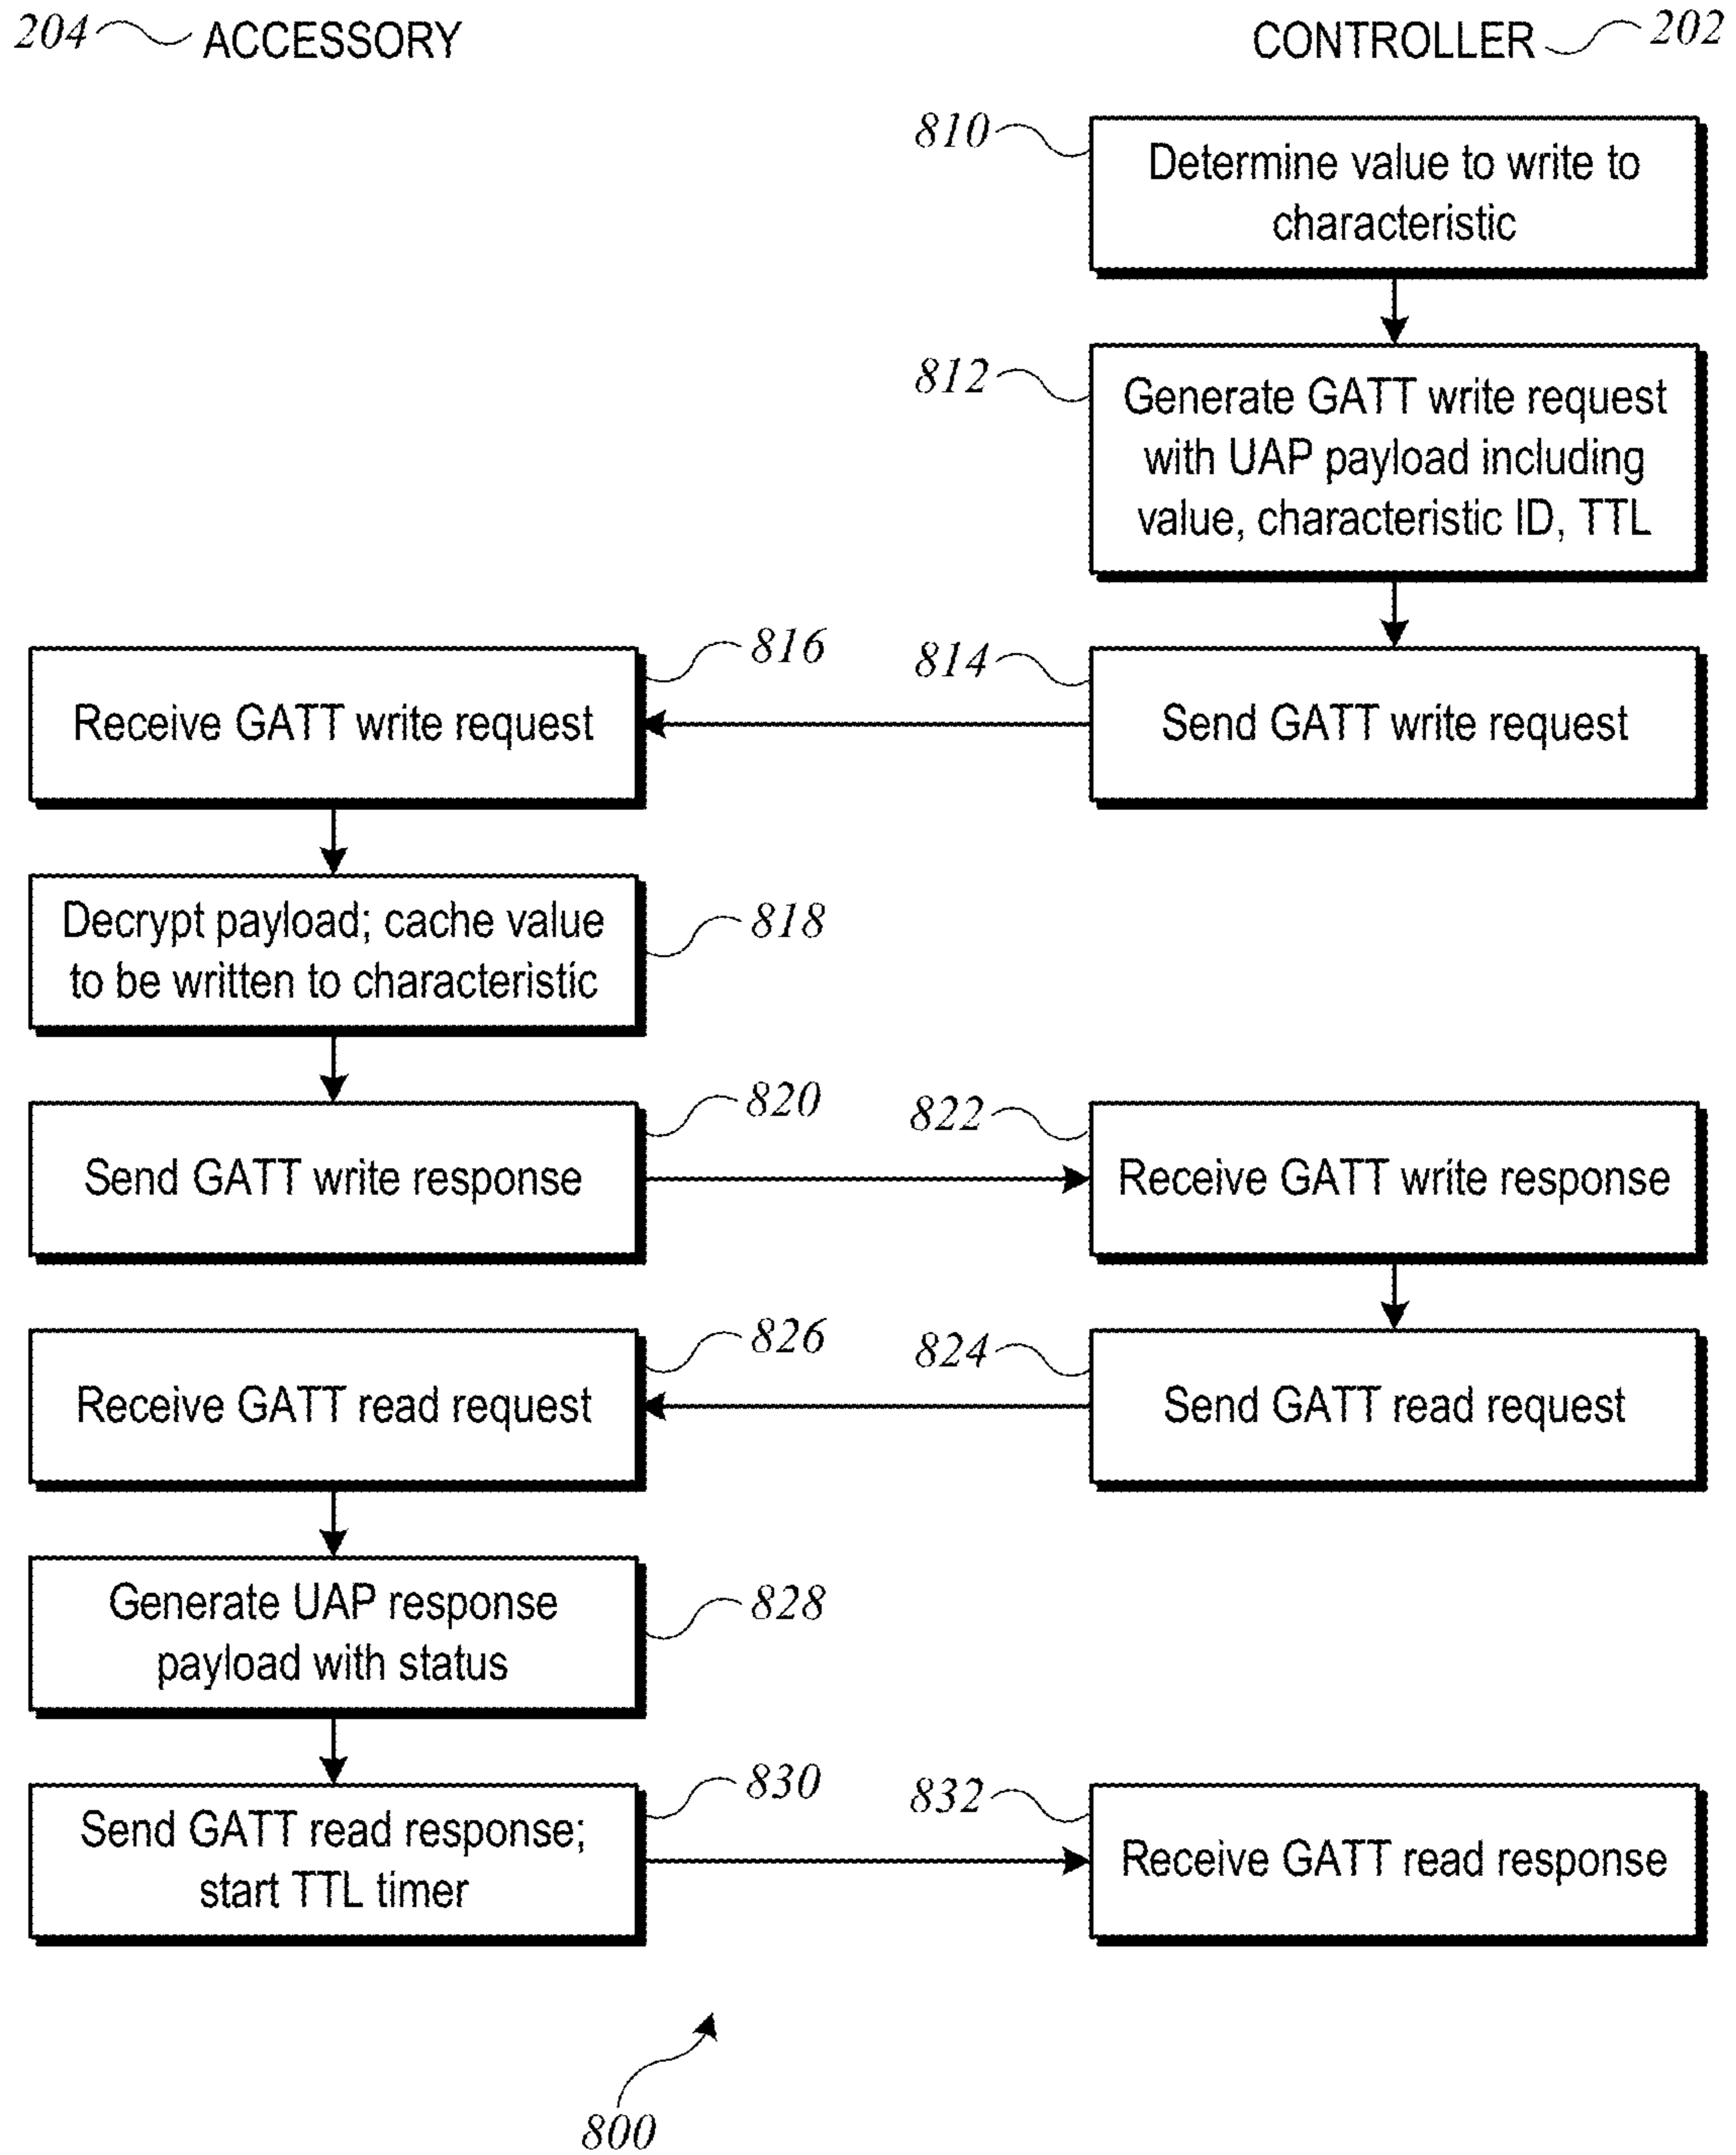 204 ACCESSORY
CONTROLLER 202
810
Determine value to write to
characteristic
812
Generate GATT write request
with UAP payload including
value, characteristic ID, TTL
816
Receive GATT write request
814
Send GATT write request
Decrypt payload; cache value
to be written to characteristic
818
820
Send GATT write response
822
Receive GATT write response
826
Receive GATT read request
824
Send GATT read request
Generate UAP response
payload with status
828
830
Send GATT read response;
start TTL timer
832
Receive GATT read response
800